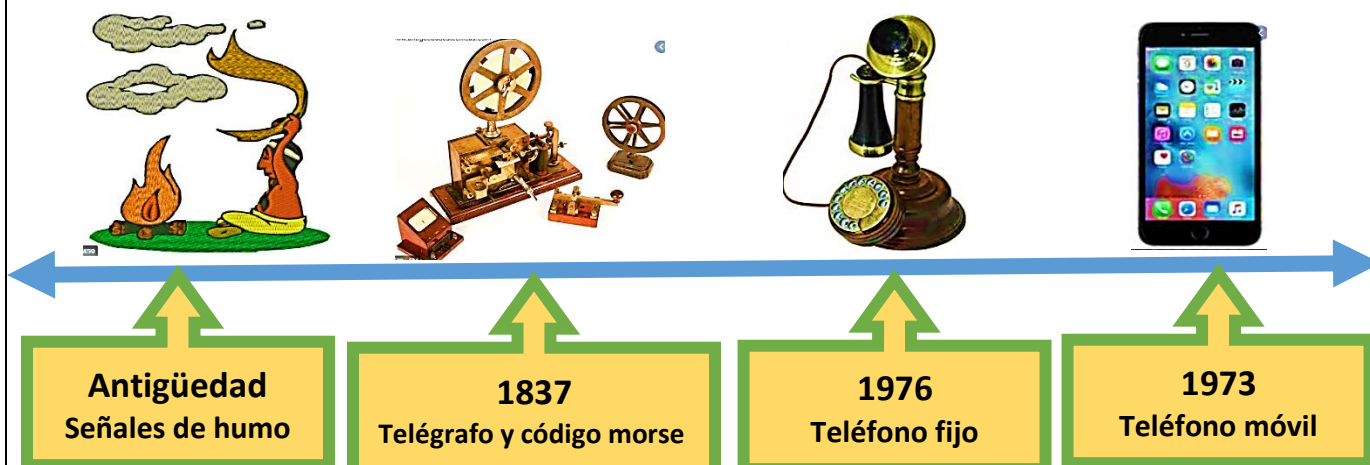 Antigüedad
Señales de humo
1837
Telégrafo y código morse
1976
Teléfono fijo
1973
Teléfono móvil